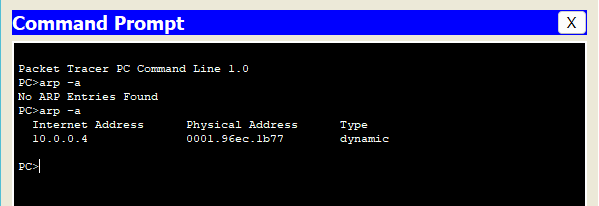 Command Prompt X
Packet Tracer PC Command Line 1.0
PC>arp -a
No ARP Entries Found
PC>arp -a
Internet Address Physical Address Type
10.0.0.4 0001.96ec.1b77 dynamic
PC>